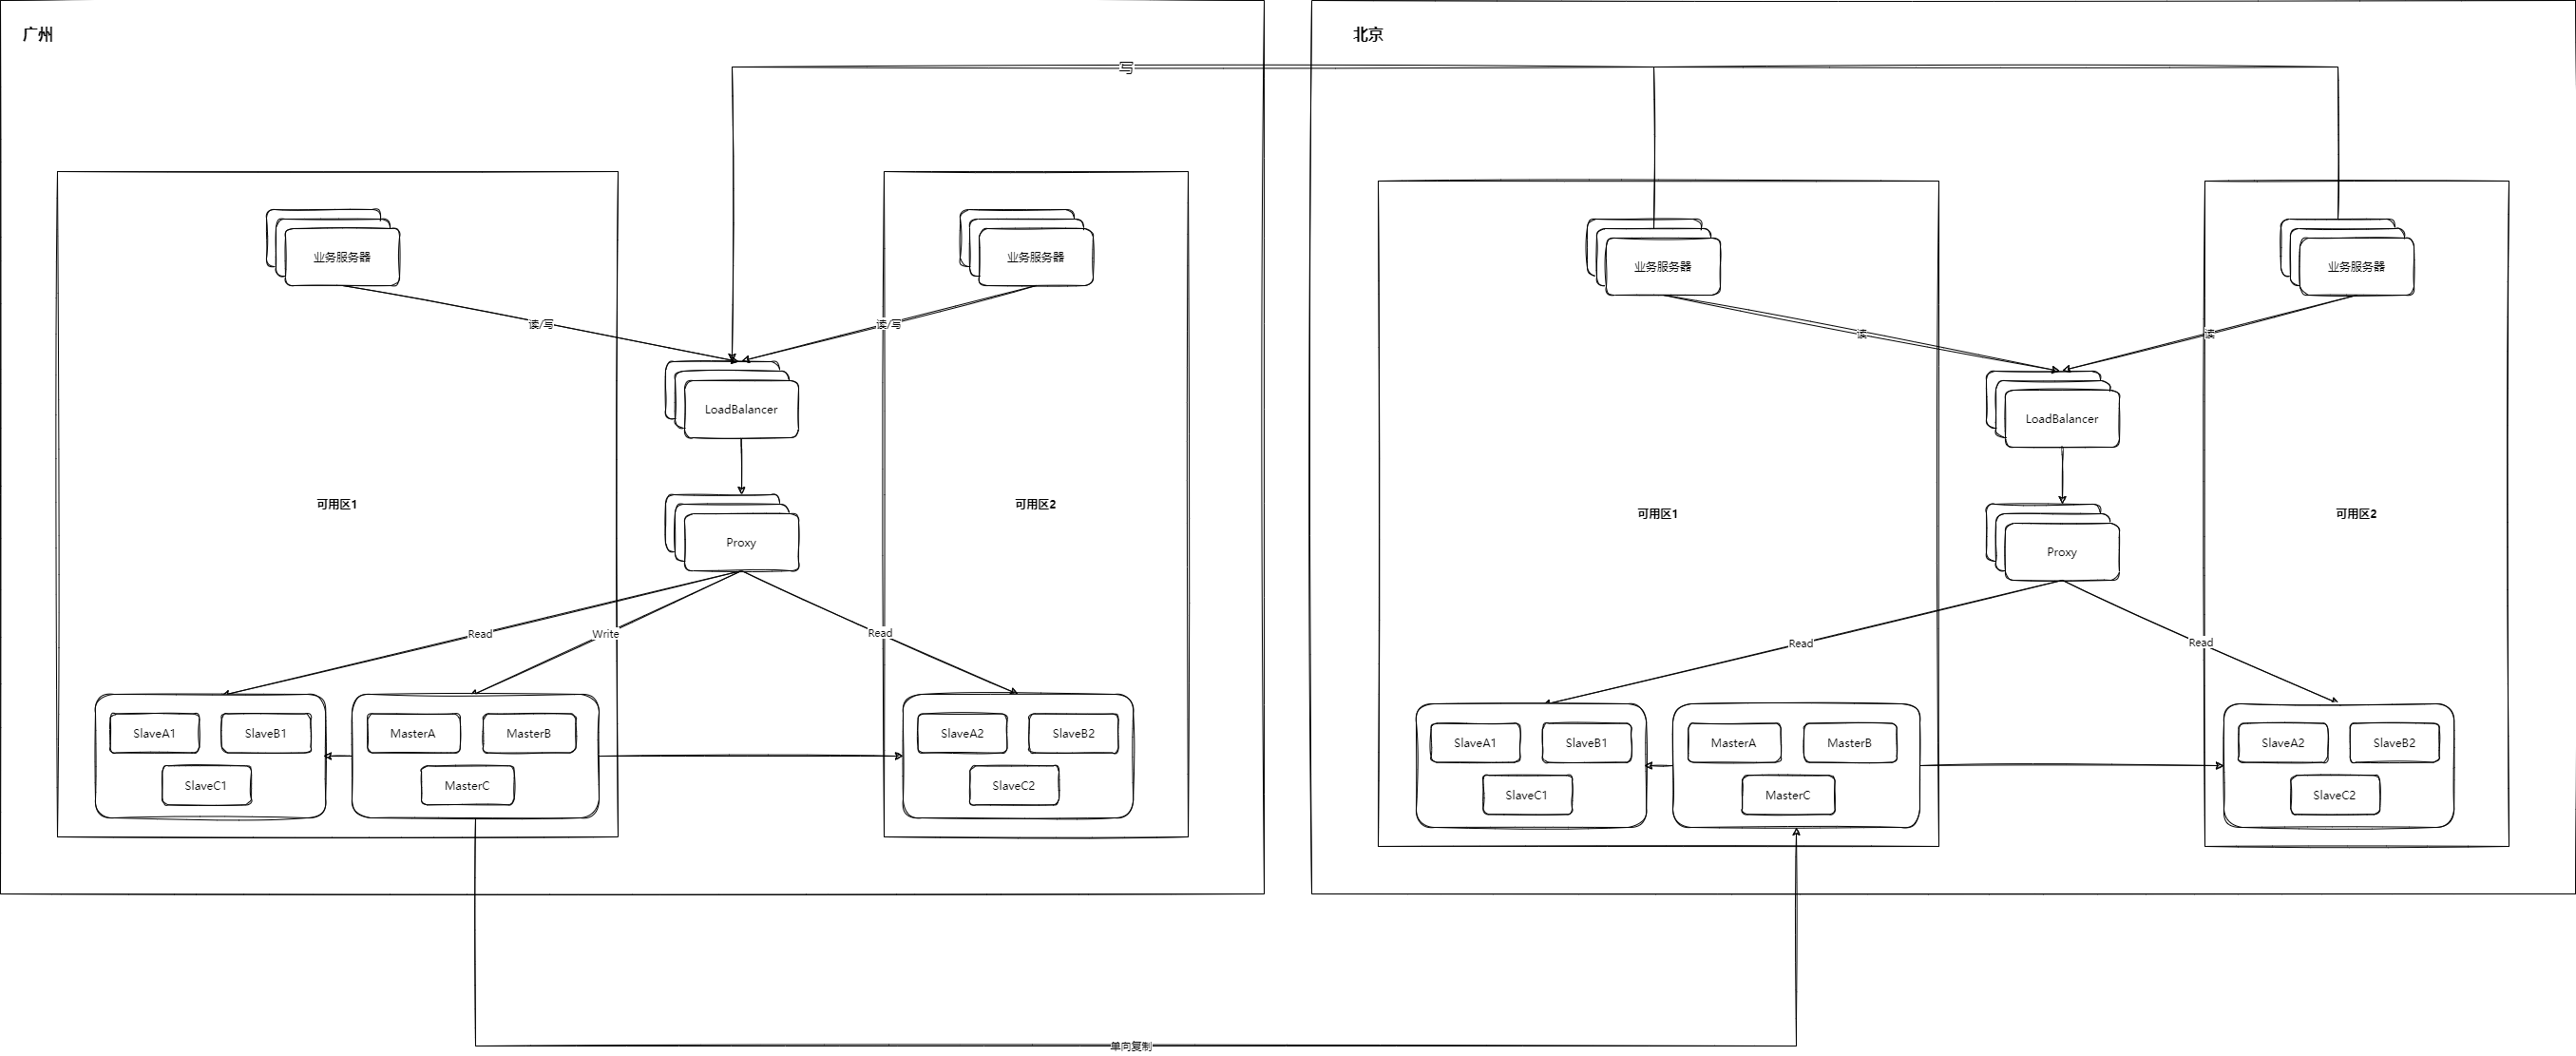 广州
写
业务服务器
业务服务器
读/写
读/写
LoadBalancer
可用区1
可用区2
Proxy
Read
Write
Read
SlaveA1
SlaveB1
SlaveC1
MasterA
MasterB
MasterC
SlaveA2
SlaveB2
SlaveC2
北京
业务服务器
业务服务器
读
读
LoadBalancer
可用区1
可用区2
Proxy
Read
Read
SlaveA1
SlaveB1
SlaveC1
MasterA
MasterB
MasterC
SlaveA2
SlaveB2
SlaveC2
单向复制